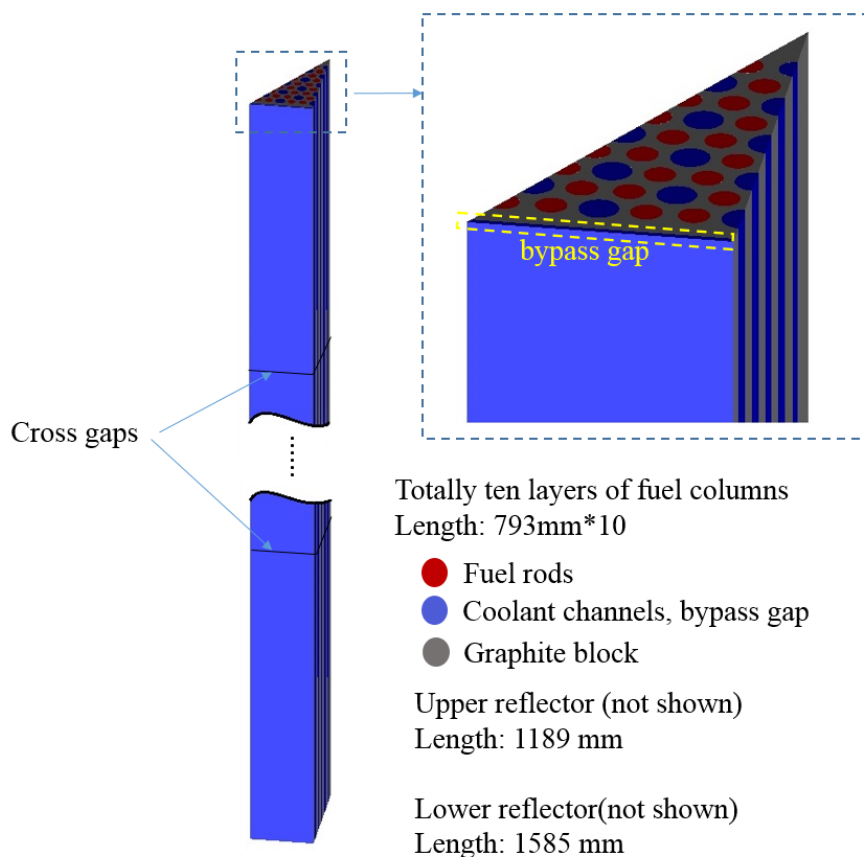 bypass gap
Cross gaps
Totally ten layers of fuel columns
Length: 793mm*10
Fuel rods
Coolant channels, bypass gap
Graphite block
Upper reflector (not shown)
Length: 1189 mm
Lower reflector(not shown)
Length: 1585 mm